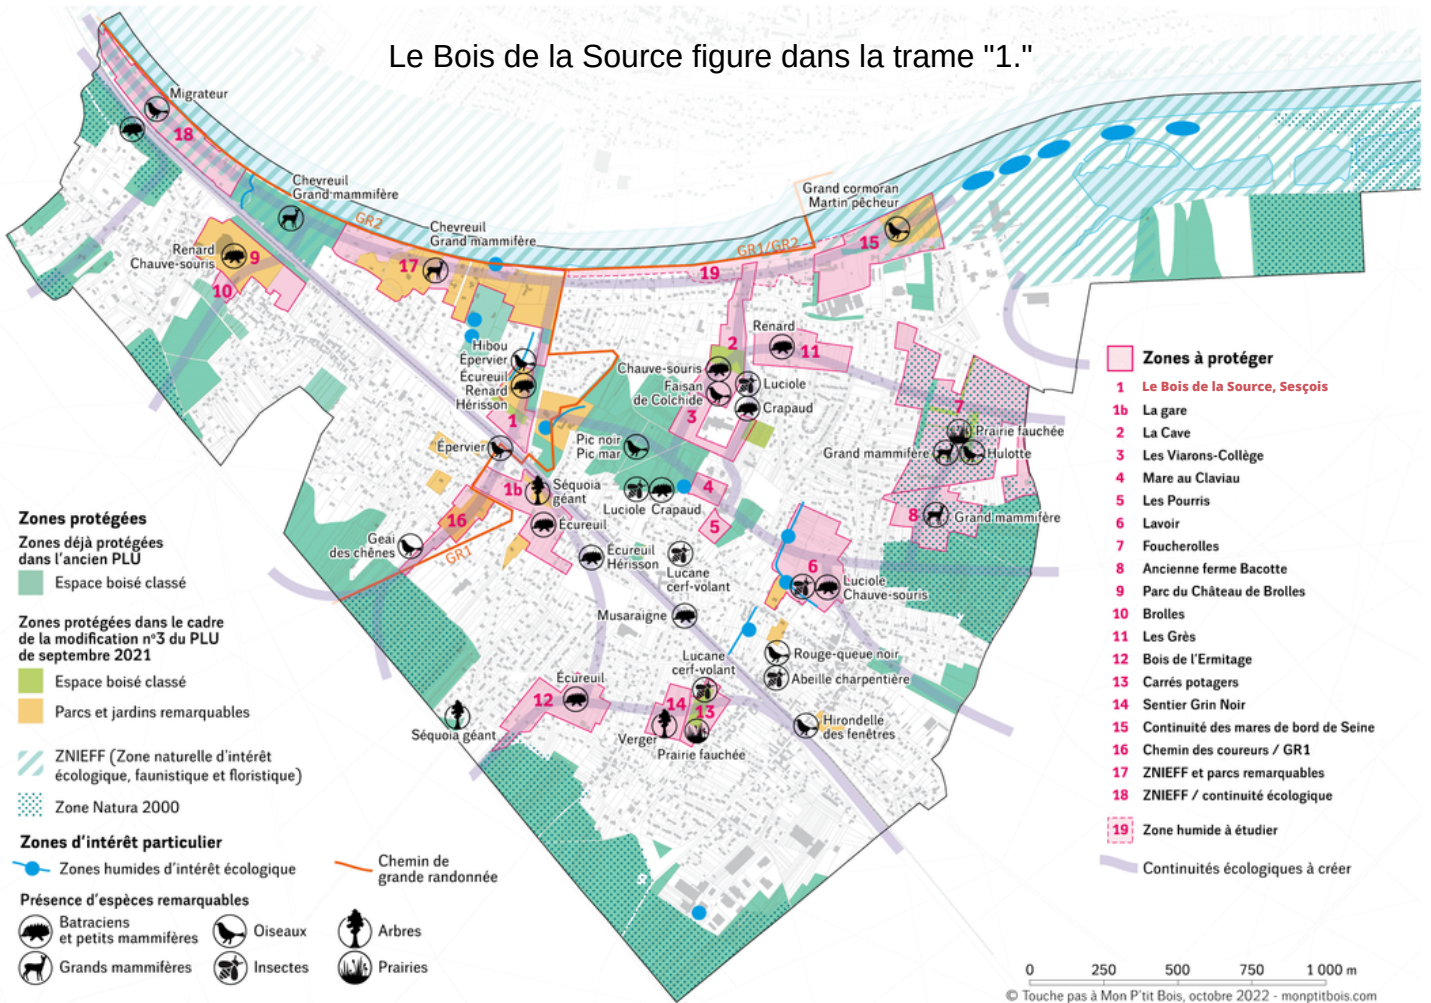 Le Bois de la Source figure dans la trame "1."
Migrateur
18
Chevreuil
Grand mammifère
GR2
Chevreuil
Grand mammifère
Grand cormoran
Martin pêcheur
15
GR1/GR2
19
Renard
Chauve-souris
9
10
17
Hibou
Épervier
Écureuil
Renard
Hérisson
1
Renard
2
11
Chauve-souris
Faisan
de Colchide
Luciole
Crapaud
3
7
Prairie fauchée
Grand mammifère
Hulotte
Épervier
Pic noir
Pic mar
1b
Séquoia
géant
Luciole
Crapaud
4
5
8
Grand mammifère
16
Écureuil
Geai
des chênes
GR1
Écureuil
Hérisson
Lucane
cerf-volant
6
Luciole
Chauve-souris
Musaraigne
Lucane
cerf-volant
Rouge-queue noir
Abeille charpentière
Écureuil
12
14
13
Séquoia géant
Verger
Prairie fauchée
Hirondelle
des fenêtres
Zones protégées
Zones déjà protégées
dans l'ancien PLU
Espace boisé classé
Zones protégées dans le cadre
de la modification n°3 du PLU
de septembre 2021
Espace boisé classé
Parcs et jardins remarquables
ZNIEFF (Zone naturelle d'intérêt
écologique, faunistique et floristique)
Zone Natura 2000
Zones d'intérêt particulier
Zones humides d'intérêt écologique
Chemin de
grande randonnée
Présence d'espèces remarquables
Batraciens
et petits mammifères
Oiseaux
Arbres
Grands mammifères
Insectes
Prairies
Zones à protéger
1 Le Bois de la Source, Sesçois
1b La gare
2 La Cave
3 Les Viarons-Collège
4 Mare au Claviau
5 Les Pourris
6 Lavoir
7 Foucherolles
8 Ancienne ferme Bacotte
9 Parc du Château de Brolles
10 Brolles
11 Les Grès
12 Bois de l'Ermitage
13 Carrés potagers
14 Sentier Grin Noir
15 Continuité des mares de bord de Seine
16 Chemin des coureurs / GR1
17 ZNIEFF et parcs remarquables
18 ZNIEFF / continuité écologique
19 Zone humide à étudier
Continuités écologiques à créer
0 250 500 750 1 000 m
© Touche pas à Mon P'tit Bois, octobre 2022 - monptitbois.com